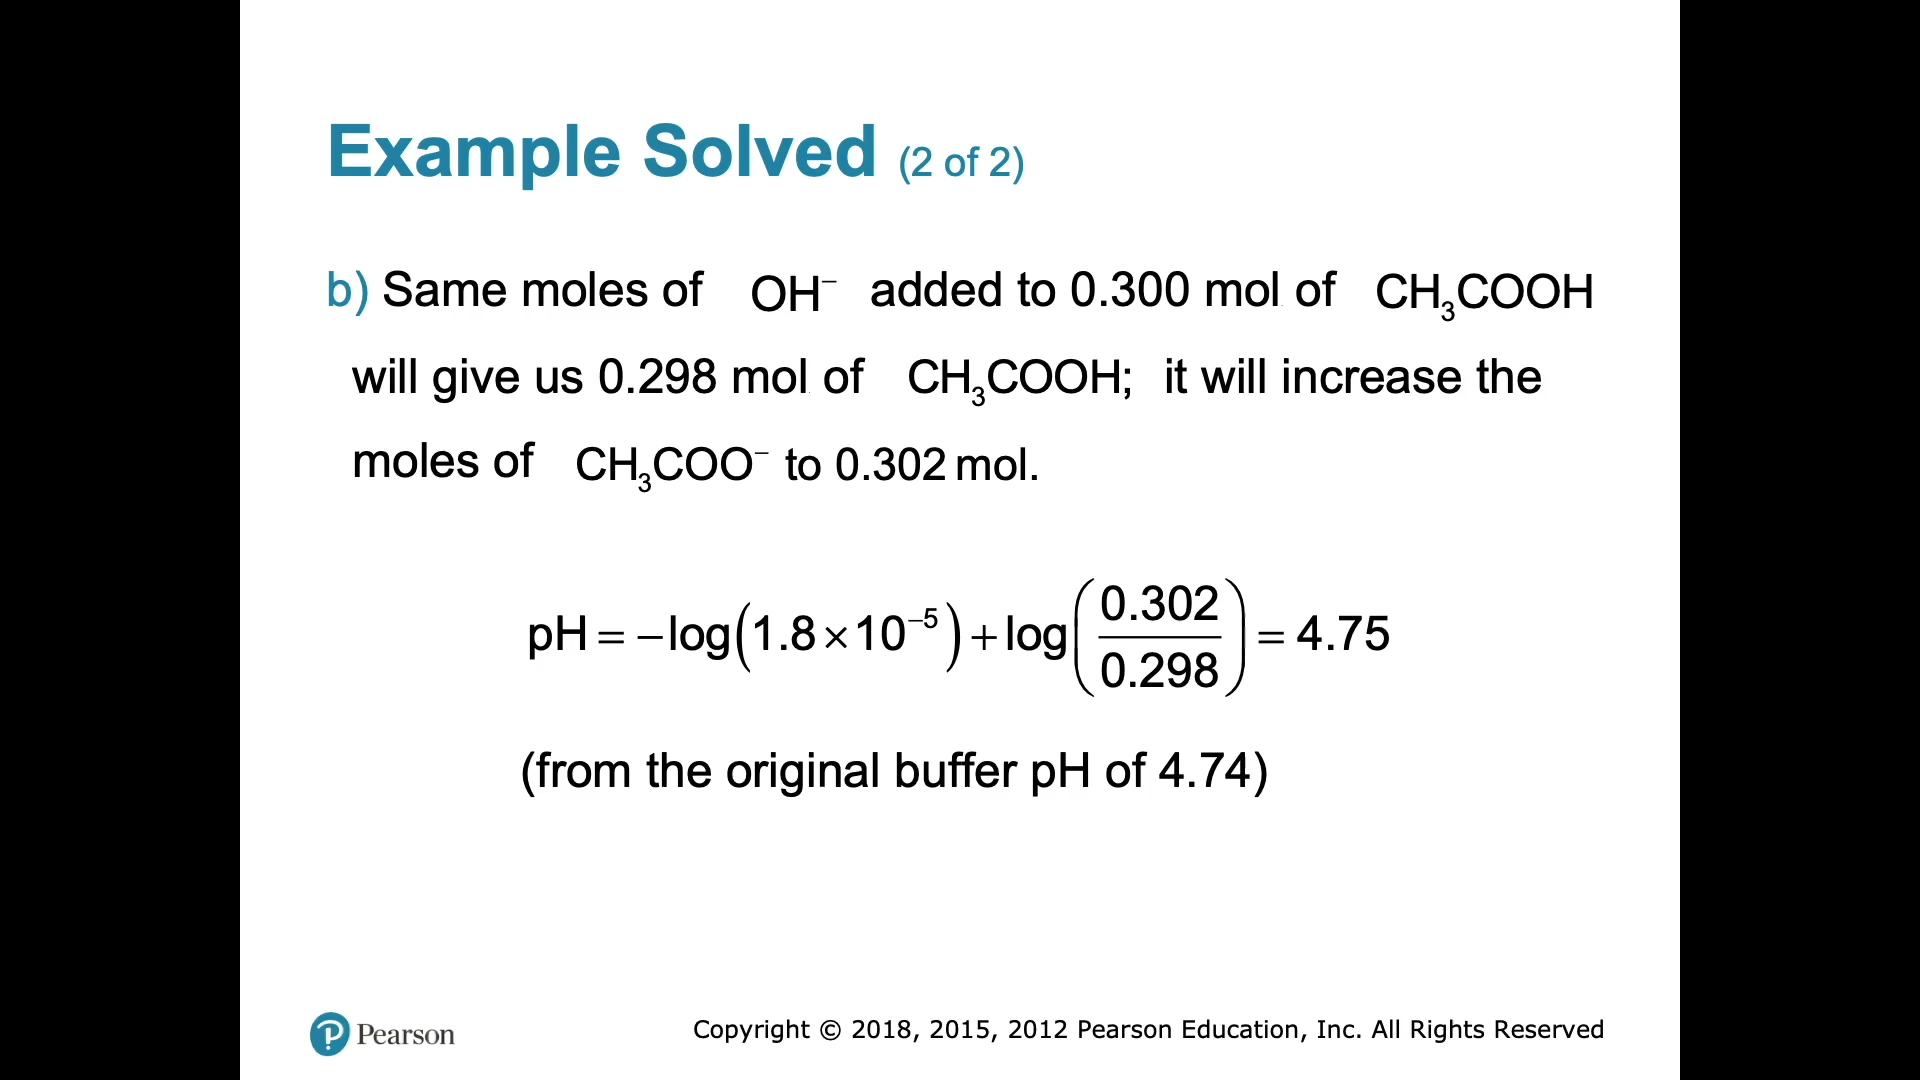 Example Solved (2 of 2)
b) Same moles of OH⁻ added to 0.300 mol of CH₃COOH
will give us 0.298 mol of CH₃COOH; it will increase the
moles of CH₃COO⁻ to 0.302 mol.
pH = −log(1.8×10⁻⁵) + log(0.302/0.298) = 4.75
(from the original buffer pH of 4.74)
Pearson
Copyright © 2018, 2015, 2012 Pearson Education, Inc. All Rights Reserved